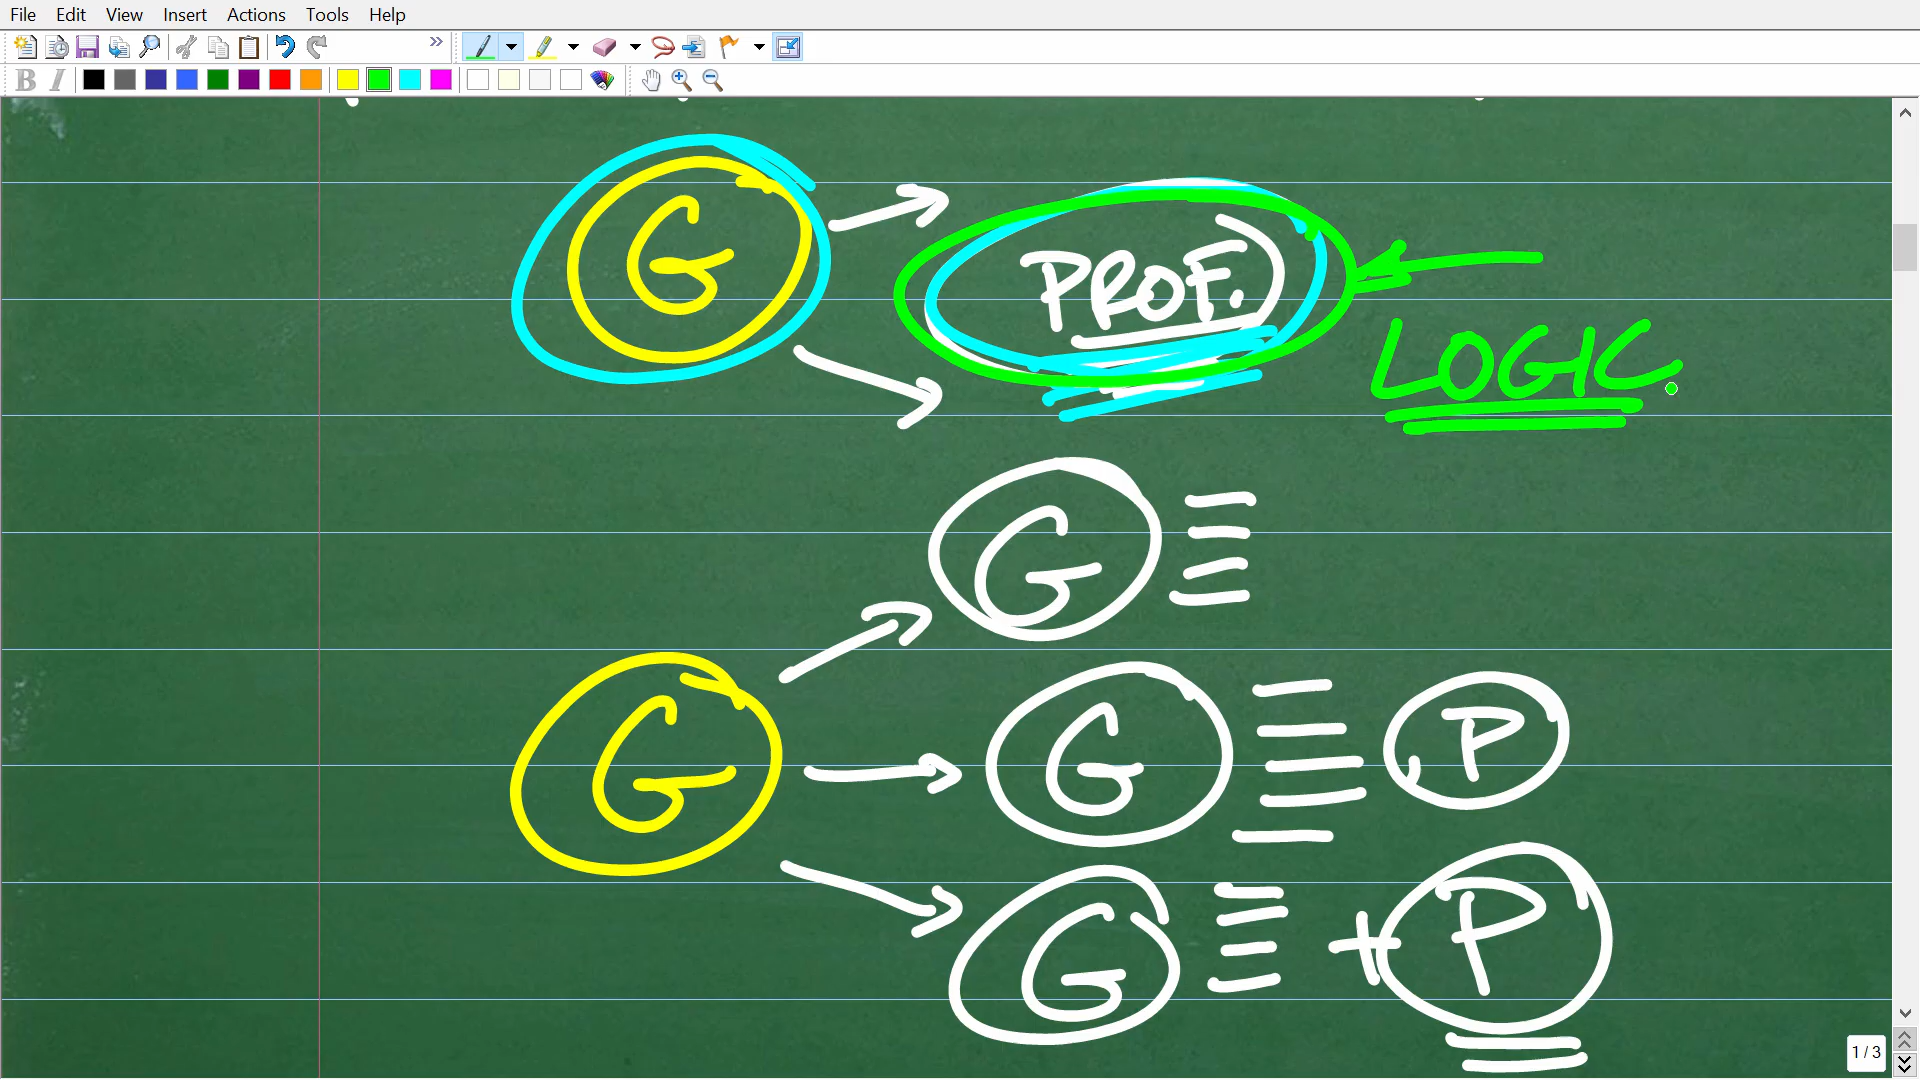 File Edit View Insert Actions Tools Help
B I
G PROF.
LOGIC
G
G G P
G + P
1 / 3